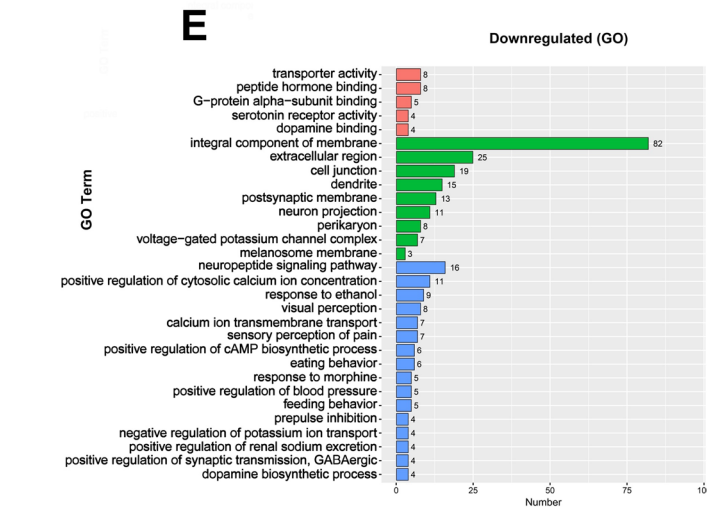 E
Downregulated (GO)
GO Term
transporter activity 8
peptide hormone binding 8
G−protein alpha−subunit binding 5
serotonin receptor activity 4
dopamine binding 4
integral component of membrane 82
extracellular region 25
cell junction 19
dendrite 15
postsynaptic membrane 13
neuron projection 11
perikaryon 8
voltage−gated potassium channel complex 7
melanosome membrane 3
neuropeptide signaling pathway 16
positive regulation of cytosolic calcium ion concentration 11
response to ethanol 9
visual perception 8
calcium ion transmembrane transport 7
sensory perception of pain 7
positive regulation of cAMP biosynthetic process 6
eating behavior 6
response to morphine 5
positive regulation of blood pressure 5
feeding behavior 5
prepulse inhibition 4
negative regulation of potassium ion transport 4
positive regulation of renal sodium excretion 4
positive regulation of synaptic transmission, GABAergic 4
dopamine biosynthetic process 4
0 25 50 75 10
Number